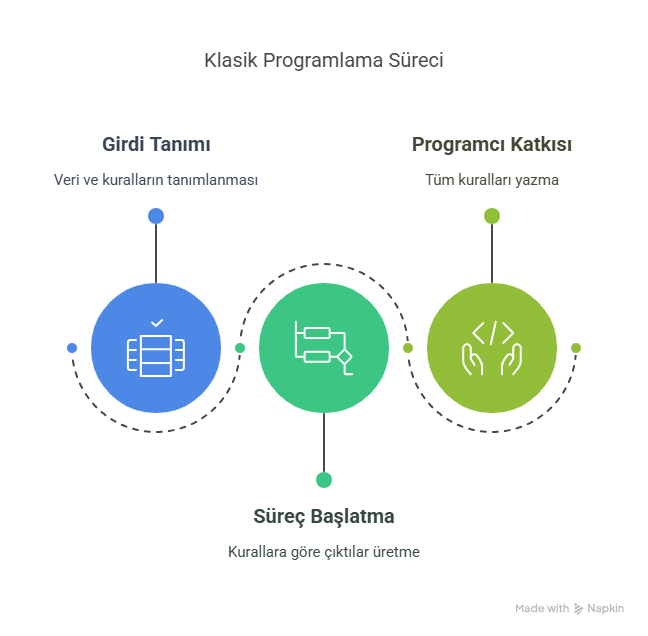 Klasik Programlama Süreci
Girdi Tanımı
Veri ve kuralların tanımlanması
Programcı Katkısı
Tüm kuralları yazma
Süreç Başlatma
Kurallara göre çıktılar üretme
Made with Napkin